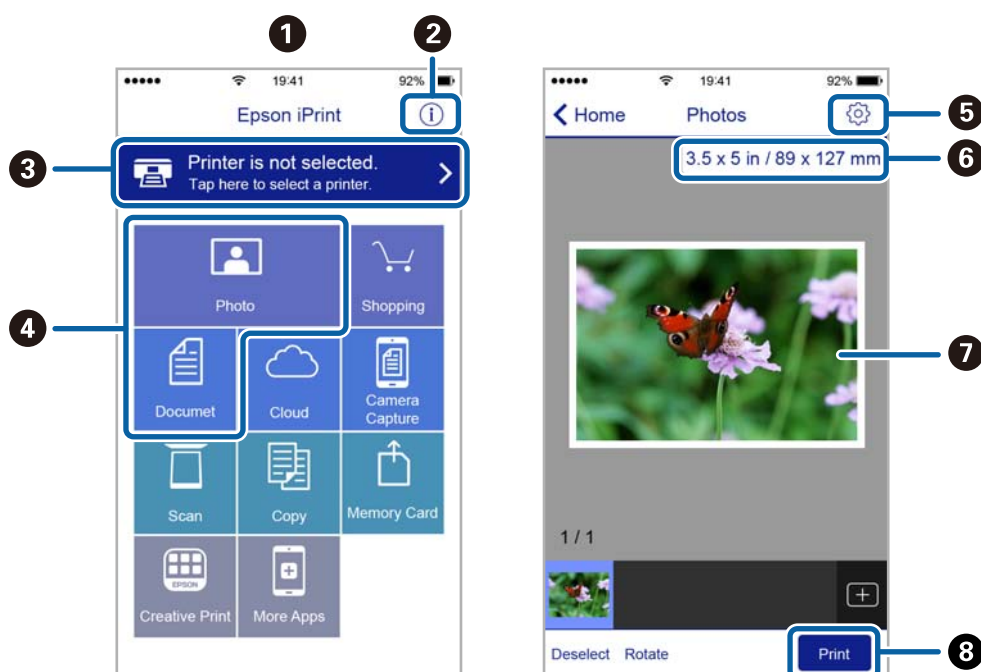 1
2
19:41
92%
Epson iPrint
i
3
Printer is not selected.
Tap here to select a printer.
4
Photo
Shopping
Documet
Cloud
Camera
Capture
Scan
Copy
Memory Card
EPSON
Creative Print
More Apps
19:41
92%
Home
Photos
5
3.5 x 5 in / 89 x 127 mm
6
7
1 / 1
Deselect
Rotate
Print
8